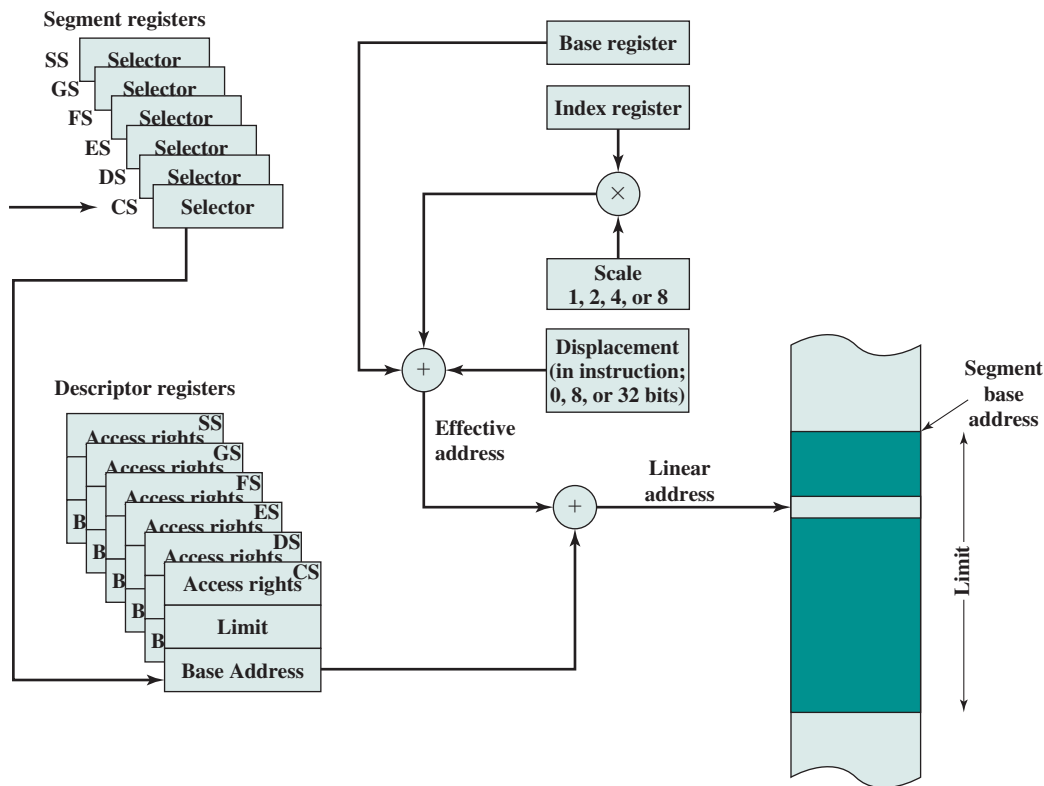 Segment registers
SS Selector
GS Selector
FS Selector
ES Selector
DS Selector
CS Selector
Base register
Index register
×
Scale
1, 2, 4, or 8
Displacement
(in instruction;
0, 8, or 32 bits)
+
Effective
address
Descriptor registers
SS
Access rights
GS
Access rights
FS
Access rights
B
ES
Access rights
B
DS
Access rights
B
CS
Access rights
B
Limit
B
Base Address
+
Linear
address
Segment
base
address
Limit